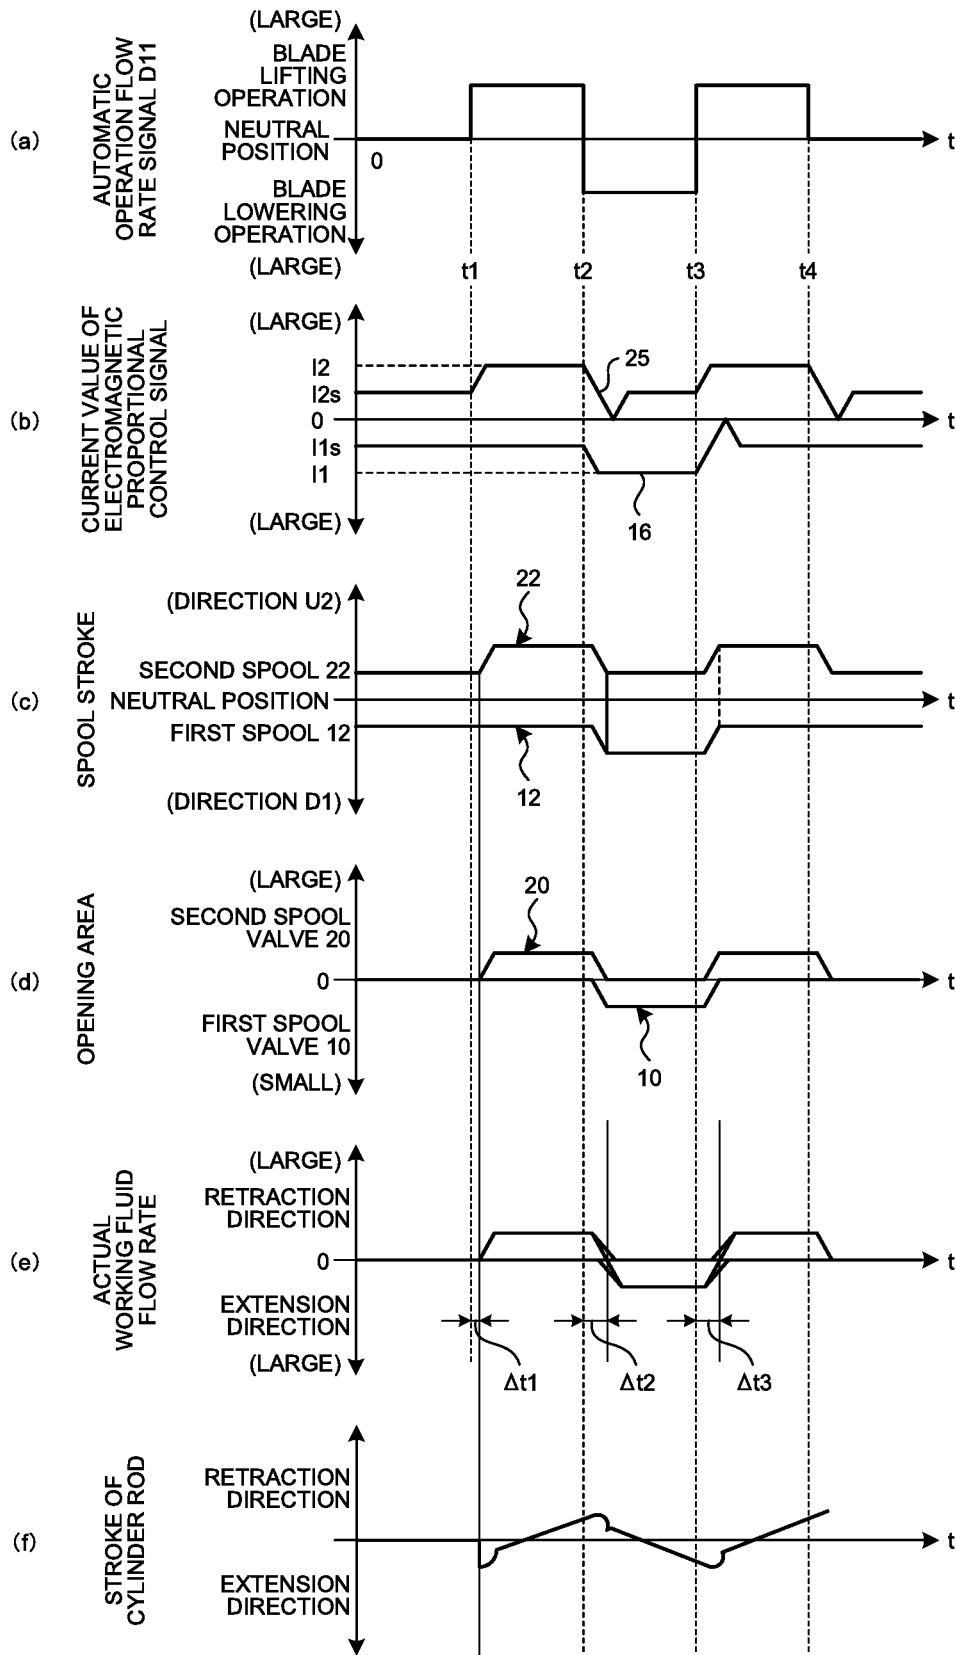 (a)
AUTOMATIC
OPERATION FLOW
RATE SIGNAL D11
(LARGE)
BLADE
LIFTING
OPERATION
NEUTRAL
POSITION
0
t
BLADE
LOWERING
OPERATION
(LARGE)
t1
t2
t3
t4
(b)
CURRENT VALUE OF
ELECTROMAGNETIC
PROPORTIONAL
CONTROL SIGNAL
(LARGE)
I2
I2s
0
I1s
I1
(LARGE)
25
16
t
(c)
SPOOL STROKE
(DIRECTION U2)
SECOND SPOOL 22
NEUTRAL POSITION
FIRST SPOOL 12
(DIRECTION D1)
22
12
t
(d)
OPENING AREA
(LARGE)
SECOND SPOOL
VALVE 20
0
FIRST SPOOL
VALVE 10
(SMALL)
20
10
t
(e)
ACTUAL
WORKING FLUID
FLOW RATE
(LARGE)
RETRACTION
DIRECTION
0
EXTENSION
DIRECTION
(LARGE)
t
Δt1
Δt2
Δt3
(f)
STROKE OF
CYLINDER ROD
RETRACTION
DIRECTION
EXTENSION
DIRECTION
t